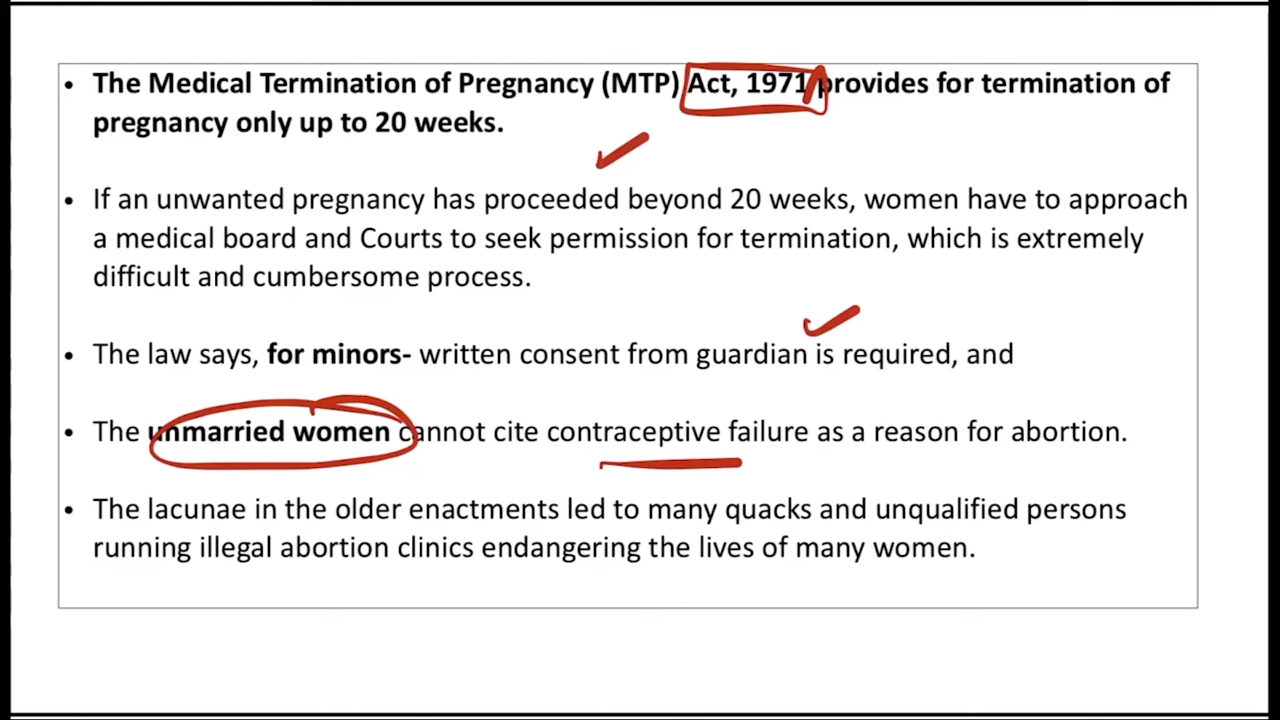 • The Medical Termination of Pregnancy (MTP) Act, 1971 provides for termination of
pregnancy only up to 20 weeks.
• If an unwanted pregnancy has proceeded beyond 20 weeks, women have to approach
a medical board and Courts to seek permission for termination, which is extremely
difficult and cumbersome process.
• The law says, for minors- written consent from guardian is required, and
• The unmarried women cannot cite contraceptive failure as a reason for abortion.
• The lacunae in the older enactments led to many quacks and unqualified persons
running illegal abortion clinics endangering the lives of many women.